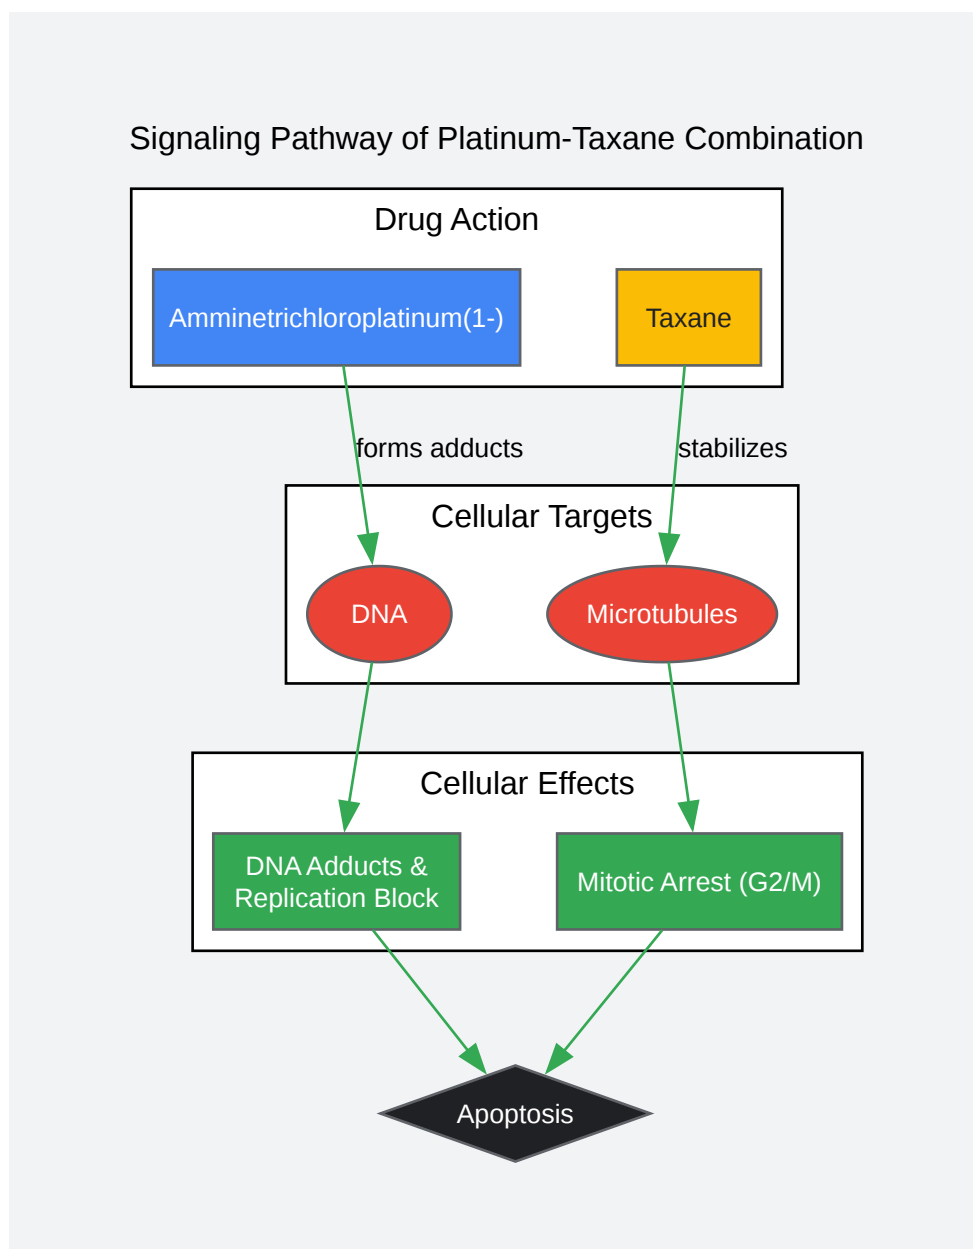 Signaling Pathway of Platinum-Taxane Combination
Drug Action
Amminetrichloroplatinum(1-)
Taxane
forms adducts
stabilizes
Cellular Targets
DNA
Microtubules
Cellular Effects
DNA Adducts &
Replication Block
Mitotic Arrest (G2/M)
Apoptosis